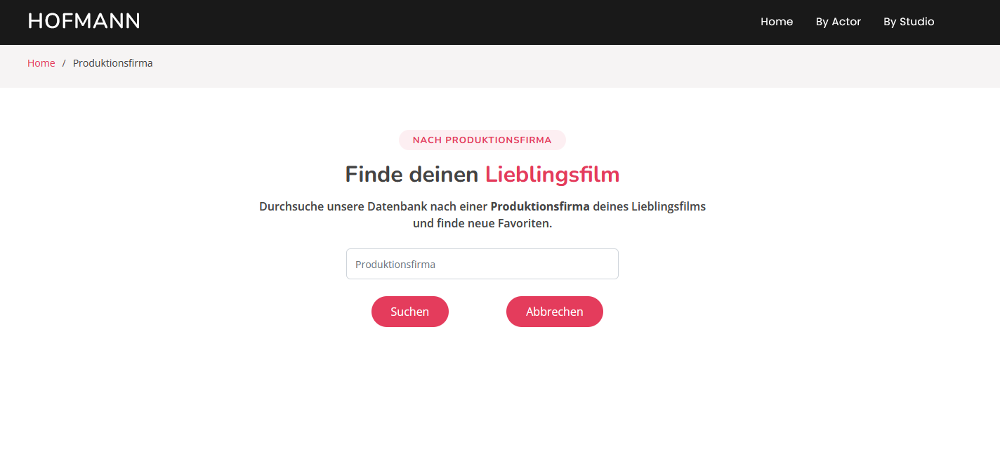 HOFMANN
Home By Actor By Studio
Home / Produktionsfirma
NACH PRODUKTIONSFIRMA
Finde deinen Lieblingsfilm
Durchsuche unsere Datenbank nach einer Produktionsfirma deines Lieblingsfilms
und finde neue Favoriten.
Produktionsfirma
Suchen Abbrechen